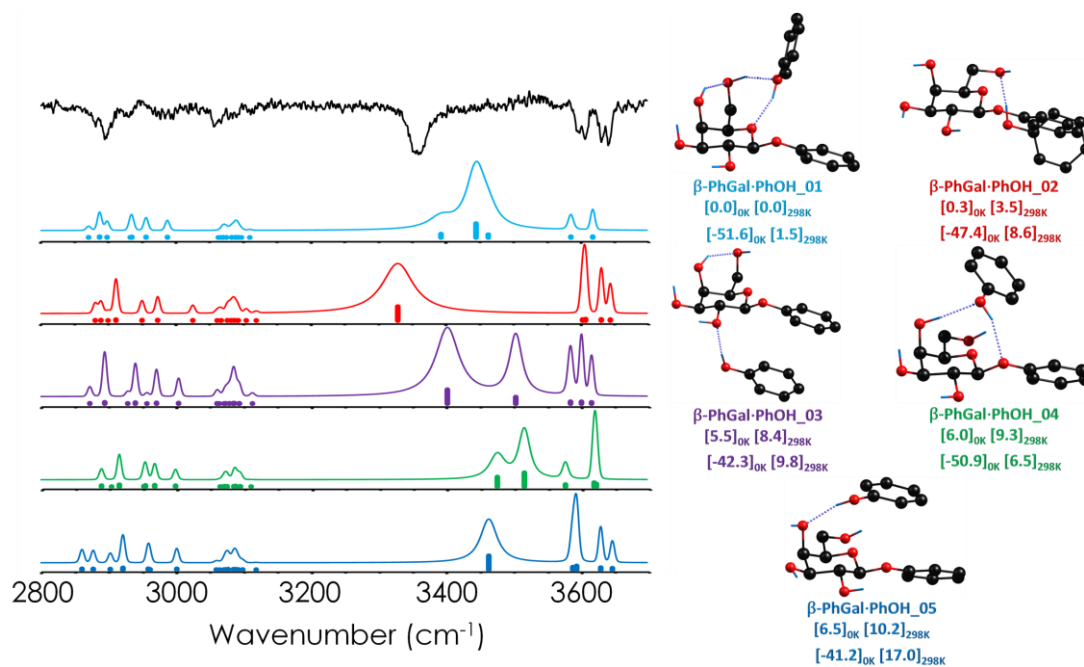 β-PhGal·PhOH_01
[0.0]0K [0.0]298K
[-51.6]0K [1.5]298K
β-PhGal·PhOH_02
[0.3]0K [3.5]298K
[-47.4]0K [8.6]298K
β-PhGal·PhOH_03
[5.5]0K [8.4]298K
[-42.3]0K [9.8]298K
β-PhGal·PhOH_04
[6.0]0K [9.3]298K
[-50.9]0K [6.5]298K
β-PhGal·PhOH_05
[6.5]0K [10.2]298K
[-41.2]0K [17.0]298K
2800 3000 3200 3400 3600
Wavenumber (cm-1)